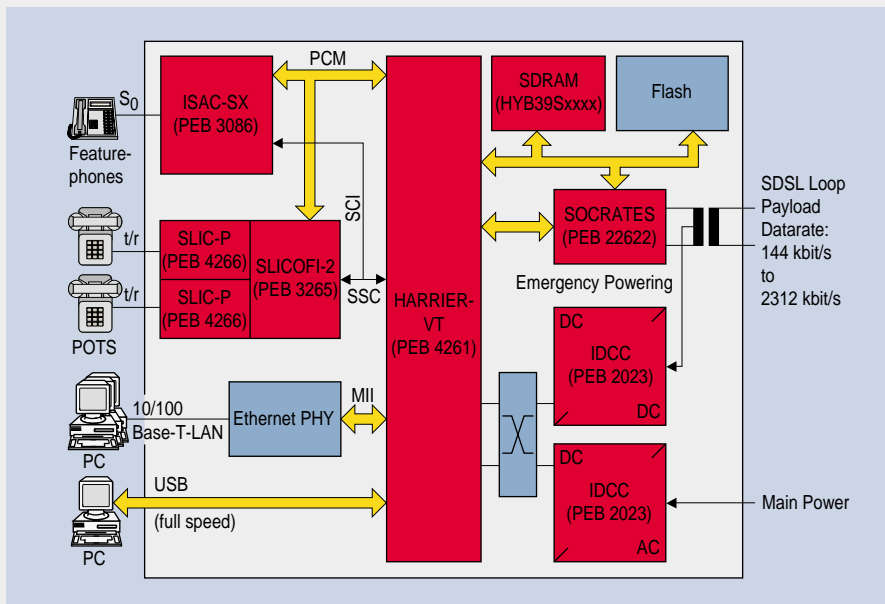 PCM
ISAC-SX
(PEB 3086)
SDRAM
(HYB39Sxxxx)
Flash
S0
Feature-
phones
SCI
SDSL Loop
Payload
Datarate:
144 kbit/s
to
2312 kbit/s
SOCRATES
(PEB 22622)
t/r
SLIC-P
(PEB 4266)
SLICOFI-2
(PEB 3265)
t/r
SLIC-P
(PEB 4266)
SSC
Emergency Powering
POTS
HARRIER-
VT
(PEB 4261)
DC
IDCC
(PEB 2023)
DC
10/100
Base-T-LAN
Ethernet PHY
MII
PC
DC
IDCC
(PEB 2023)
AC
Main Power
USB
(full speed)
PC